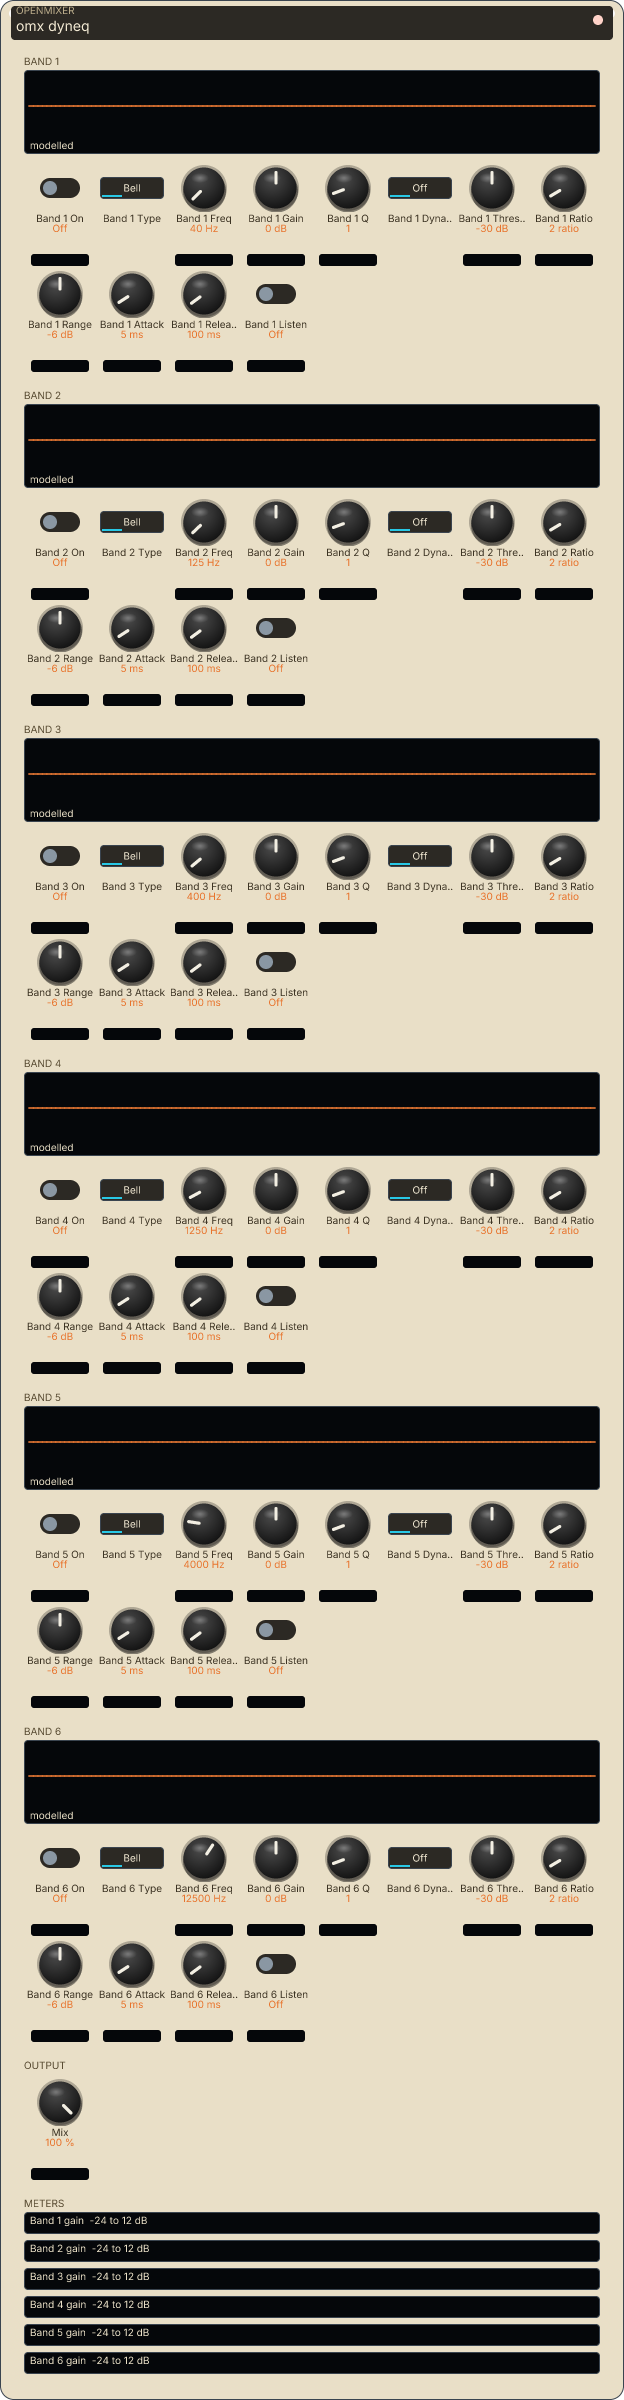 OPENMIXER
omx dyneq
BAND 1
modelled
Bell Off
Band 1 On Band 1 Type Band 1 Freq Band 1 Gain Band 1 Q Band 1 Dyna.. Band 1 Thres.. Band 1 Ratio
Off 40 Hz 0 dB 1 -30 dB 2 ratio
Band 1 Range Band 1 Attack Band 1 Relea.. Band 1 Listen
-6 dB 5 ms 100 ms Off
BAND 2
modelled
Bell Off
Band 2 On Band 2 Type Band 2 Freq Band 2 Gain Band 2 Q Band 2 Dyna.. Band 2 Thre.. Band 2 Ratio
Off 125 Hz 0 dB 1 -30 dB 2 ratio
Band 2 Range Band 2 Attack Band 2 Relea.. Band 2 Listen
-6 dB 5 ms 100 ms Off
BAND 3
modelled
Bell Off
Band 3 On Band 3 Type Band 3 Freq Band 3 Gain Band 3 Q Band 3 Dyna.. Band 3 Thre.. Band 3 Ratio
Off 400 Hz 0 dB 1 -30 dB 2 ratio
Band 3 Range Band 3 Attack Band 3 Relea.. Band 3 Listen
-6 dB 5 ms 100 ms Off
BAND 4
modelled
Bell Off
Band 4 On Band 4 Type Band 4 Freq Band 4 Gain Band 4 Q Band 4 Dyna.. Band 4 Thre.. Band 4 Ratio
Off 1250 Hz 0 dB 1 -30 dB 2 ratio
Band 4 Range Band 4 Attack Band 4 Rele.. Band 4 Listen
-6 dB 5 ms 100 ms Off
BAND 5
modelled
Bell Off
Band 5 On Band 5 Type Band 5 Freq Band 5 Gain Band 5 Q Band 5 Dyna.. Band 5 Thre.. Band 5 Ratio
Off 4000 Hz 0 dB 1 -30 dB 2 ratio
Band 5 Range Band 5 Attack Band 5 Relea.. Band 5 Listen
-6 dB 5 ms 100 ms Off
BAND 6
modelled
Bell Off
Band 6 On Band 6 Type Band 6 Freq Band 6 Gain Band 6 Q Band 6 Dyna.. Band 6 Thre.. Band 6 Ratio
Off 12500 Hz 0 dB 1 -30 dB 2 ratio
Band 6 Range Band 6 Attack Band 6 Relea.. Band 6 Listen
-6 dB 5 ms 100 ms Off
OUTPUT
Mix
100 %
METERS
Band 1 gain -24 to 12 dB
Band 2 gain -24 to 12 dB
Band 3 gain -24 to 12 dB
Band 4 gain -24 to 12 dB
Band 5 gain -24 to 12 dB
Band 6 gain -24 to 12 dB